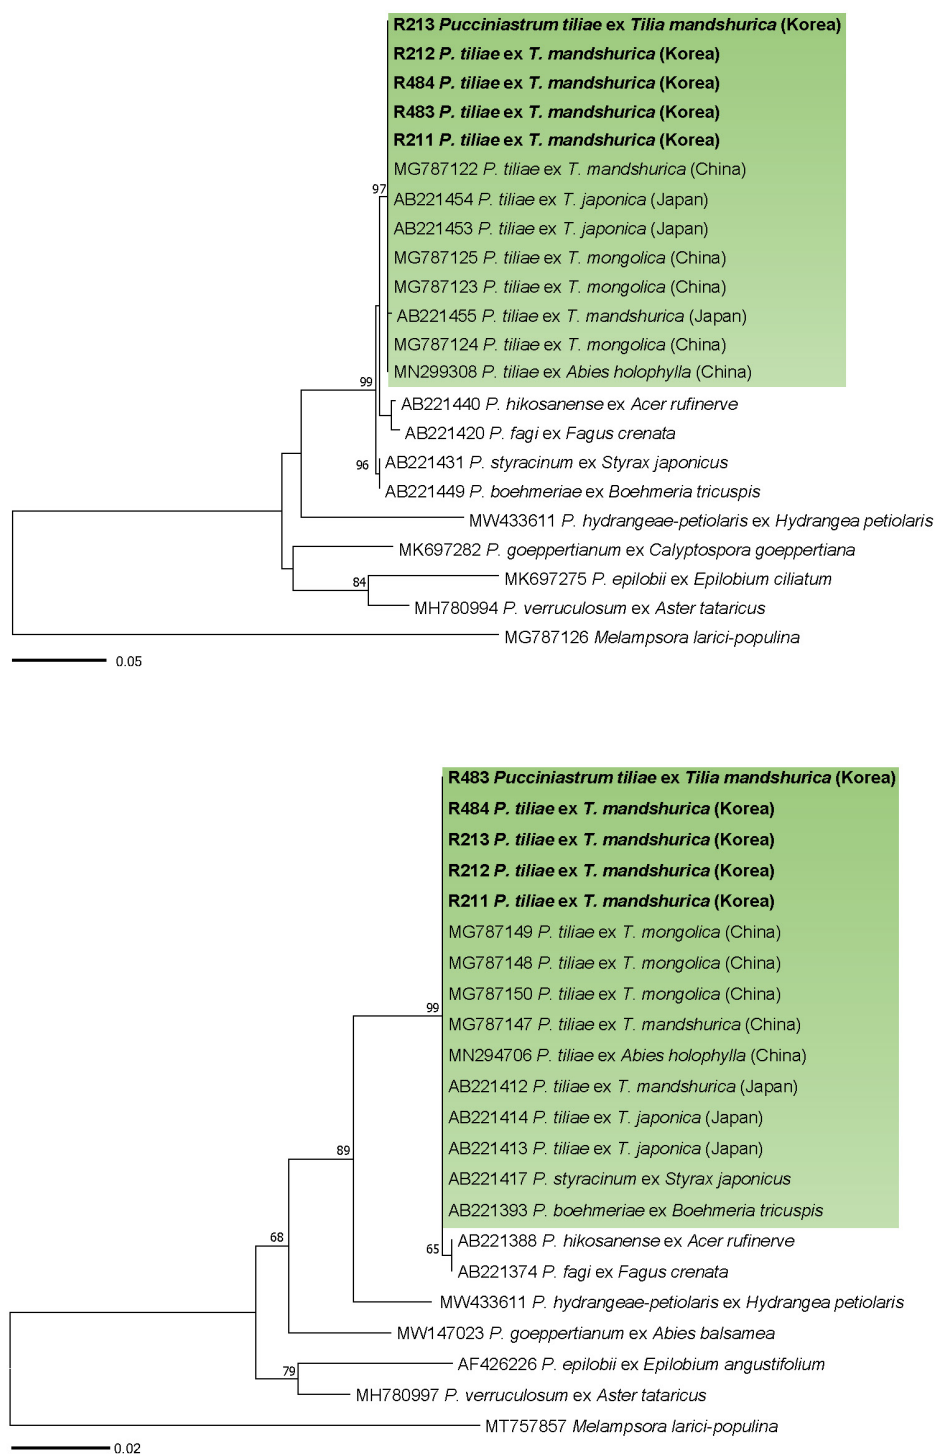 R213 Pucciniastrum tiliae ex Tilia mandshurica (Korea)
R212 P. tiliae ex T. mandshurica (Korea)
R484 P. tiliae ex T. mandshurica (Korea)
R483 P. tiliae ex T. mandshurica (Korea)
R211 P. tiliae ex T. mandshurica (Korea)
MG787122 P. tiliae ex T. mandshurica (China)
97
AB221454 P. tiliae ex T. japonica (Japan)
AB221453 P. tiliae ex T. japonica (Japan)
MG787125 P. tiliae ex T. mongolica (China)
MG787123 P. tiliae ex T. mongolica (China)
AB221455 P. tiliae ex T. mandshurica (Japan)
MG787124 P. tiliae ex T. mongolica (China)
MN299308 P. tiliae ex Abies holophylla (China)
99
AB221440 P. hikosanense ex Acer rufinerve
AB221420 P. fagi ex Fagus crenata
96 AB221431 P. styracinum ex Styrax japonicus
AB221449 P. boehmeriae ex Boehmeria tricuspis
MW433611 P. hydrangeae-petiolaris ex Hydrangea petiolaris
MK697282 P. goeppertianum ex Calyptospora goeppertiana
84 MK697275 P. epilobii ex Epilobium ciliatum
MH780994 P. verruculosum ex Aster tataricus
MG787126 Melampsora larici-populina
0.05
R483 Pucciniastrum tiliae ex Tilia mandshurica (Korea)
R484 P. tiliae ex T. mandshurica (Korea)
R213 P. tiliae ex T. mandshurica (Korea)
R212 P. tiliae ex T. mandshurica (Korea)
R211 P. tiliae ex T. mandshurica (Korea)
MG787149 P. tiliae ex T. mongolica (China)
MG787148 P. tiliae ex T. mongolica (China)
MG787150 P. tiliae ex T. mongolica (China)
99
MG787147 P. tiliae ex T. mandshurica (China)
MN294706 P. tiliae ex Abies holophylla (China)
AB221412 P. tiliae ex T. mandshurica (Japan)
AB221414 P. tiliae ex T. japonica (Japan)
89 AB221413 P. tiliae ex T. japonica (Japan)
AB221417 P. styracinum ex Styrax japonicus
AB221393 P. boehmeriae ex Boehmeria tricuspis
68
65 AB221388 P. hikosanense ex Acer rufinerve
AB221374 P. fagi ex Fagus crenata
MW433611 P. hydrangeae-petiolaris ex Hydrangea petiolaris
MW147023 P. goeppertianum ex Abies balsamea
79 AF426226 P. epilobii ex Epilobium angustifolium
MH780997 P. verruculosum ex Aster tataricus
MT757857 Melampsora larici-populina
0.02